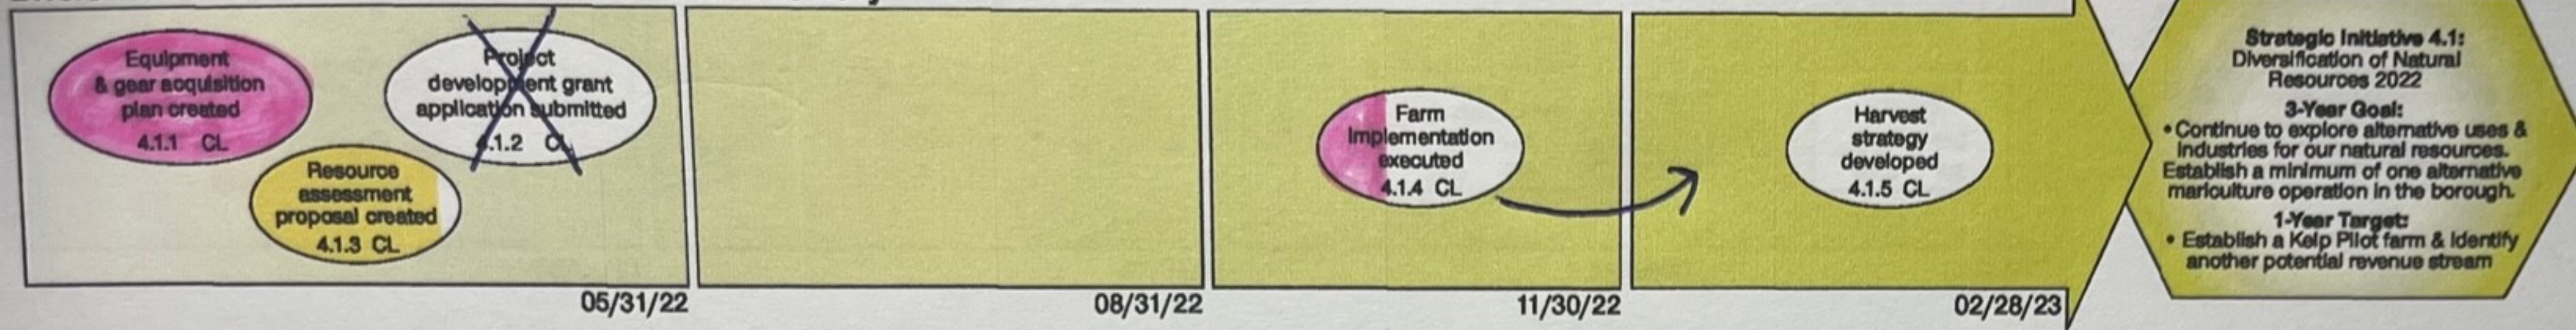 Equipment
& gear acquisition
plan created
4.1.1 CL
Project
development grant
application submitted
4.1.2 CL
Resource
assessment
proposal created
4.1.3 CL
05/31/22
08/31/22
Farm
Implementation
executed
4.1.4 CL
11/30/22
Harvest
strategy
developed
4.1.5 CL
02/28/23
Strategic Initiative 4.1:
Diversification of Natural
Resources 2022
3-Year Goal:
• Continue to explore alternative uses &
industries for our natural resources.
Establish a minimum of one alternative
mariculture operation in the borough.
1-Year Target:
• Establish a Kelp Pilot farm & identify
another potential revenue stream